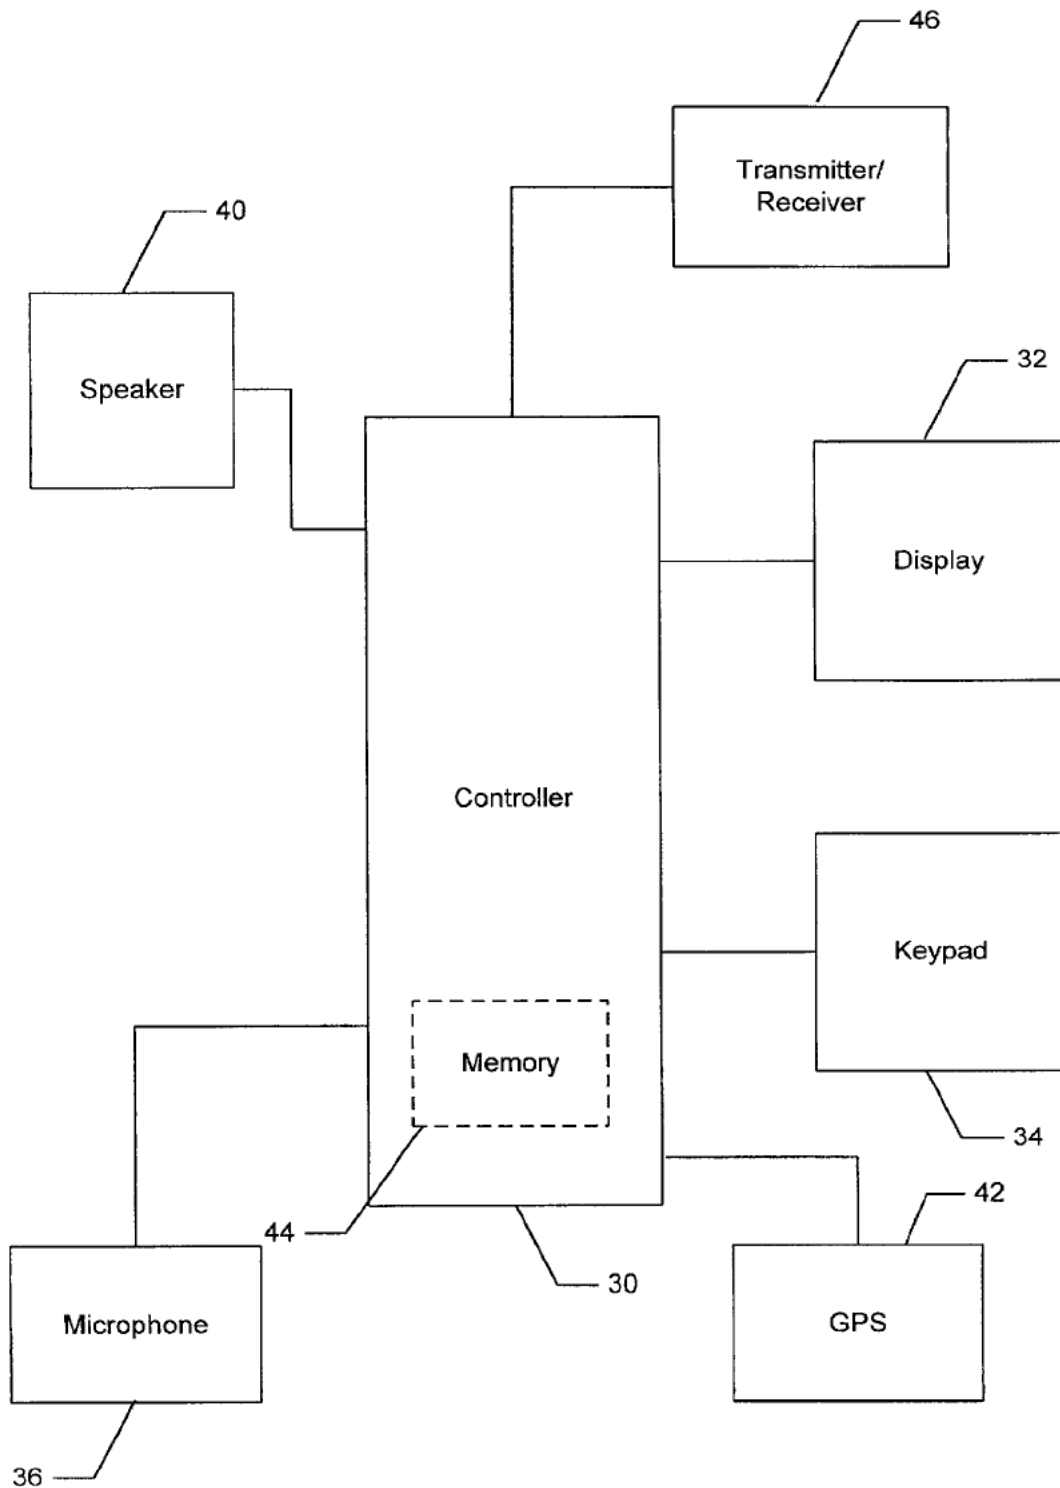 46
Transmitter/
Receiver
40
Speaker
32
Display
Controller
Keypad
Memory
34
42
44
30
GPS
Microphone
36